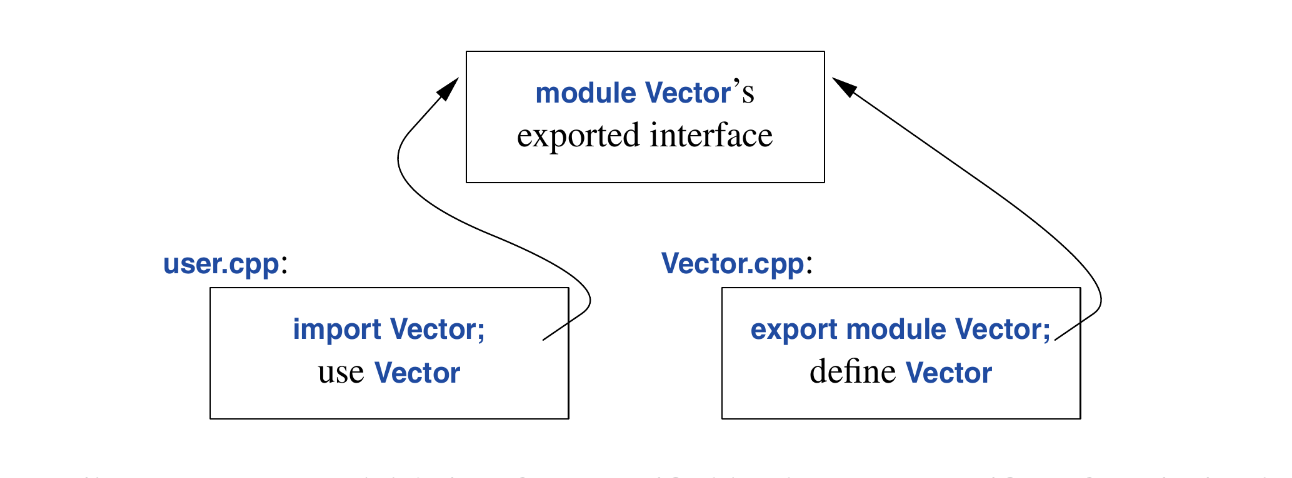 module Vector's
exported interface
user.cpp:
Vector.cpp:
import Vector;
use Vector
export module Vector;
define Vector